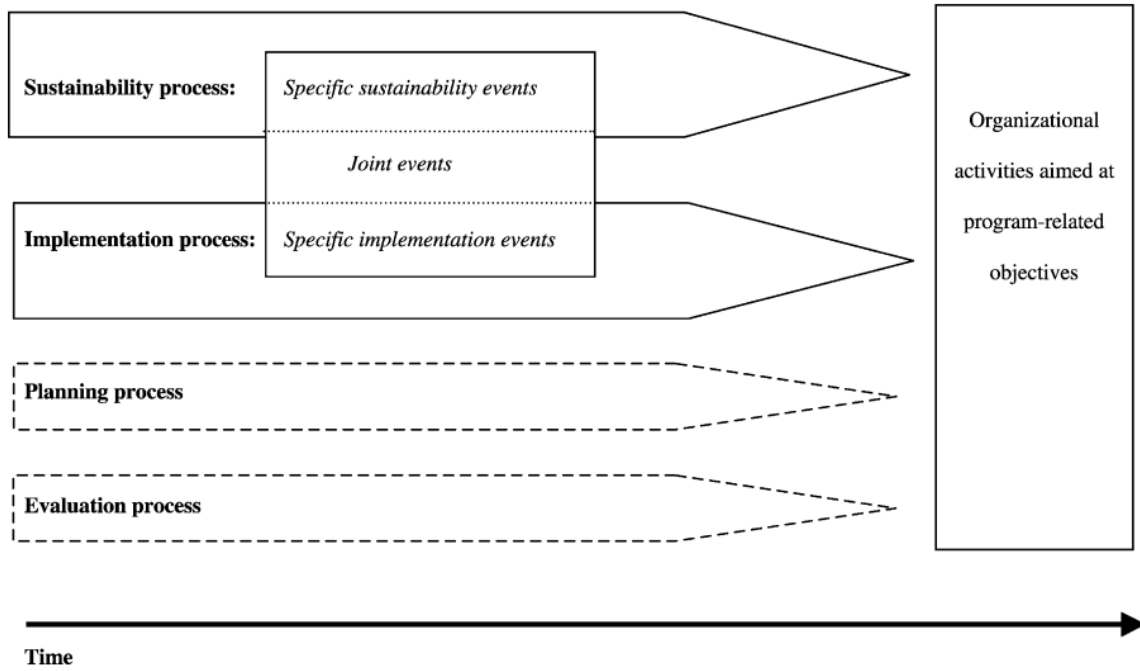 Sustainability process:
Specific sustainability events
Joint events
Implementation process:
Specific implementation events
Planning process
Evaluation process
Organizational
activities aimed at
program-related
objectives
Time